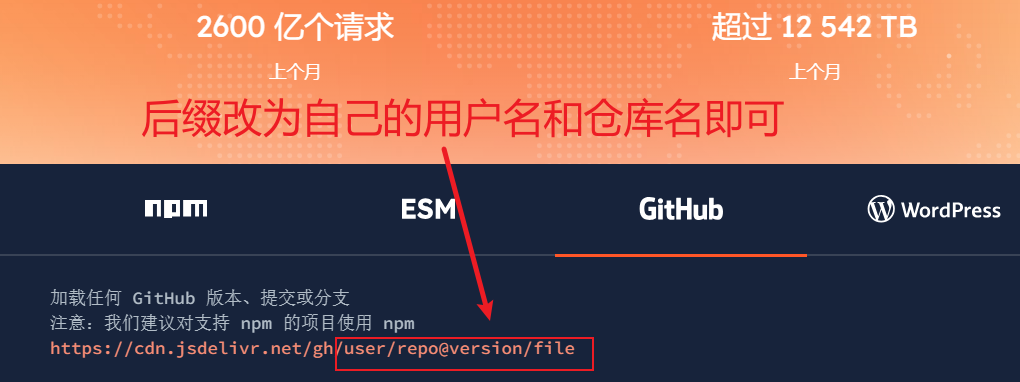 2600 亿个请求
超过 12 542 TB
上个月
上个月
后缀改为自己的用户名和仓库名即可
npm
ESM
GitHub
WordPress
加载任何 GitHub 版本、提交或分支
注意：我们建议对支持 npm 的项目使用 npm
https://cdn.jsdelivr.net/gh/user/repo@version/file